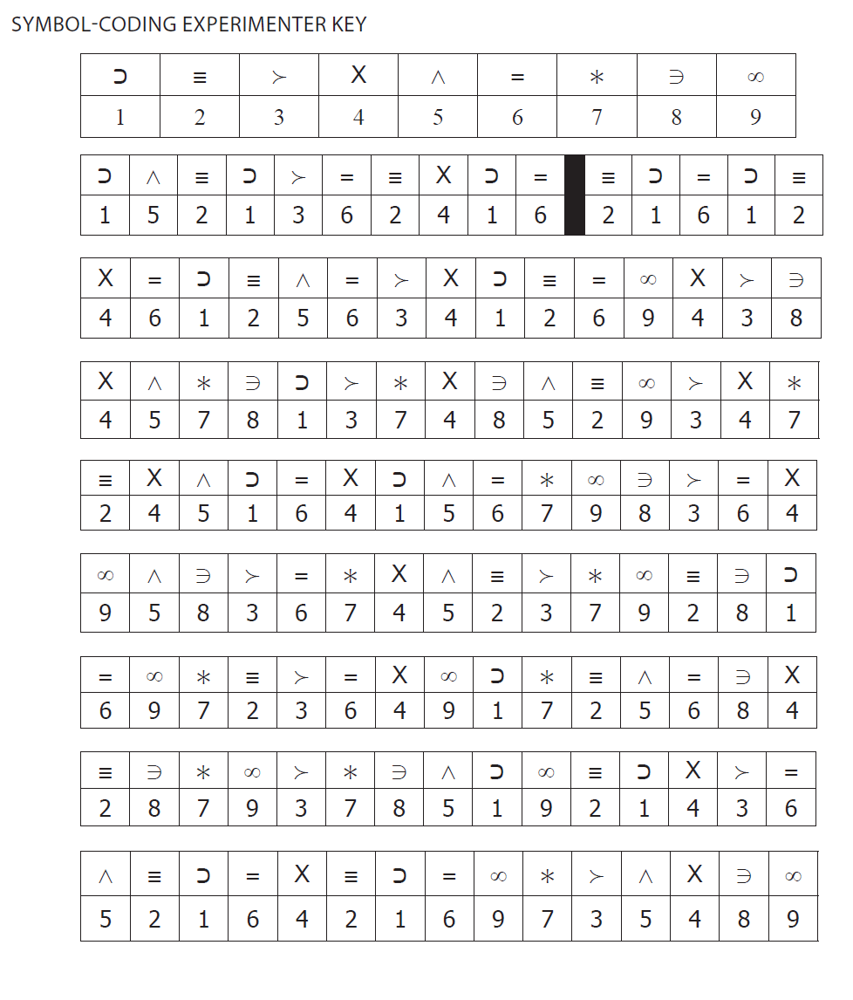 SYMBOL-CODING EXPERIMENTER KEY
⊃ ≡ ≻ X ∧ = * ∋ ∞
1 2 3 4 5 6 7 8 9
⊃ ∧ ≡ ⊃ ≻ = ≡ X ⊃ = ≡ ⊃ = ⊃ ≡
1 5 2 1 3 6 2 4 1 6 2 1 6 1 2
X = ⊃ ≡ ∧ = ≻ X ⊃ ≡ = ∞ X ≻ ∋
4 6 1 2 5 6 3 4 1 2 6 9 4 3 8
X ∧ * ∋ ⊃ ≻ * X ∋ ∧ ≡ ∞ ≻ X *
4 5 7 8 1 3 7 4 8 5 2 9 3 4 7
≡ X ∧ ⊃ = X ⊃ ∧ = * ∞ ∋ ≻ = X
2 4 5 1 6 4 1 5 6 7 9 8 3 6 4
∞ ∧ ∋ ≻ = * X ∧ ≡ ≻ * ∞ ≡ ∋ ⊃
9 5 8 3 6 7 4 5 2 3 7 9 2 8 1
= ∞ * ≡ ≻ = X ∞ ⊃ * ≡ ∧ = ∋ X
6 9 7 2 3 6 4 9 1 7 2 5 6 8 4
≡ ∋ * ∞ ≻ * ∋ ∧ ⊃ ∞ ≡ ⊃ X ≻ =
2 8 7 9 3 7 8 5 1 9 2 1 4 3 6
∧ ≡ ⊃ = X ≡ ⊃ = ∞ * ≻ ∧ X ∋ ∞
5 2 1 6 4 2 1 6 9 7 3 5 4 8 9